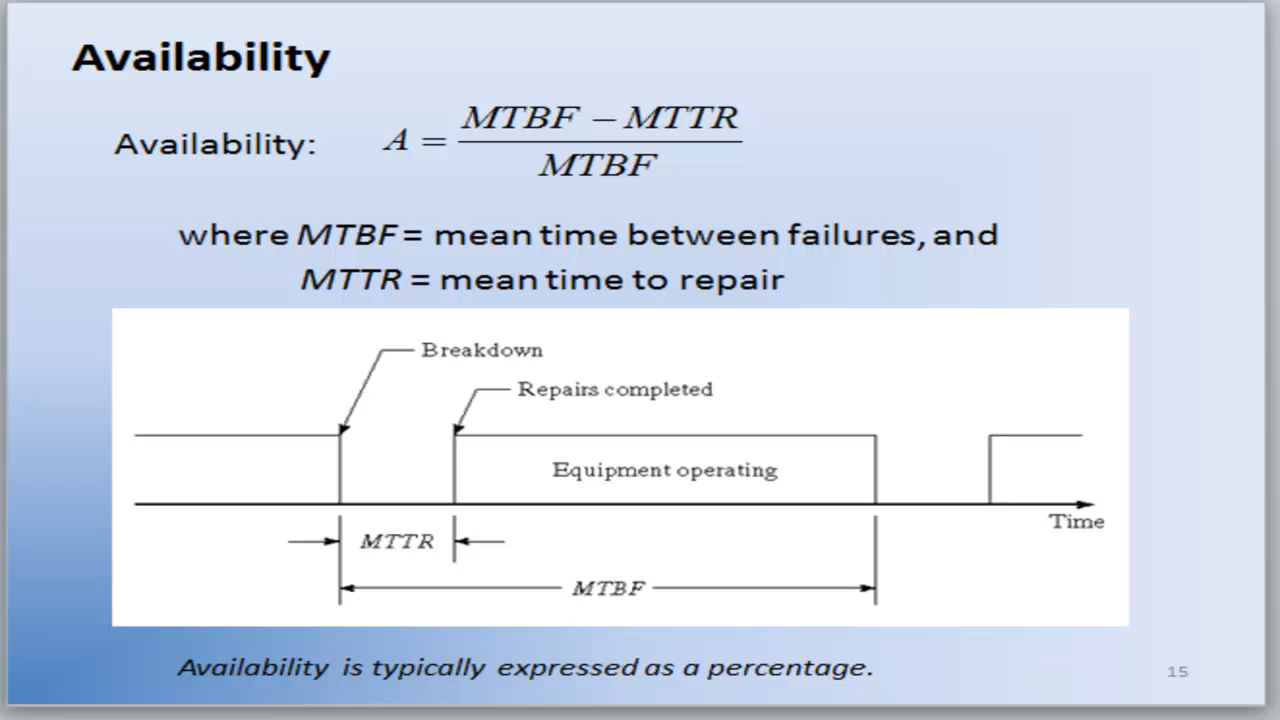 Availability
Availability: A = MTBF − MTTR / MTBF
where MTBF = mean time between failures, and
MTTR = mean time to repair
Breakdown
Repairs completed
Equipment operating
Time
MTTR
MTBF
Availability is typically expressed as a percentage.
15